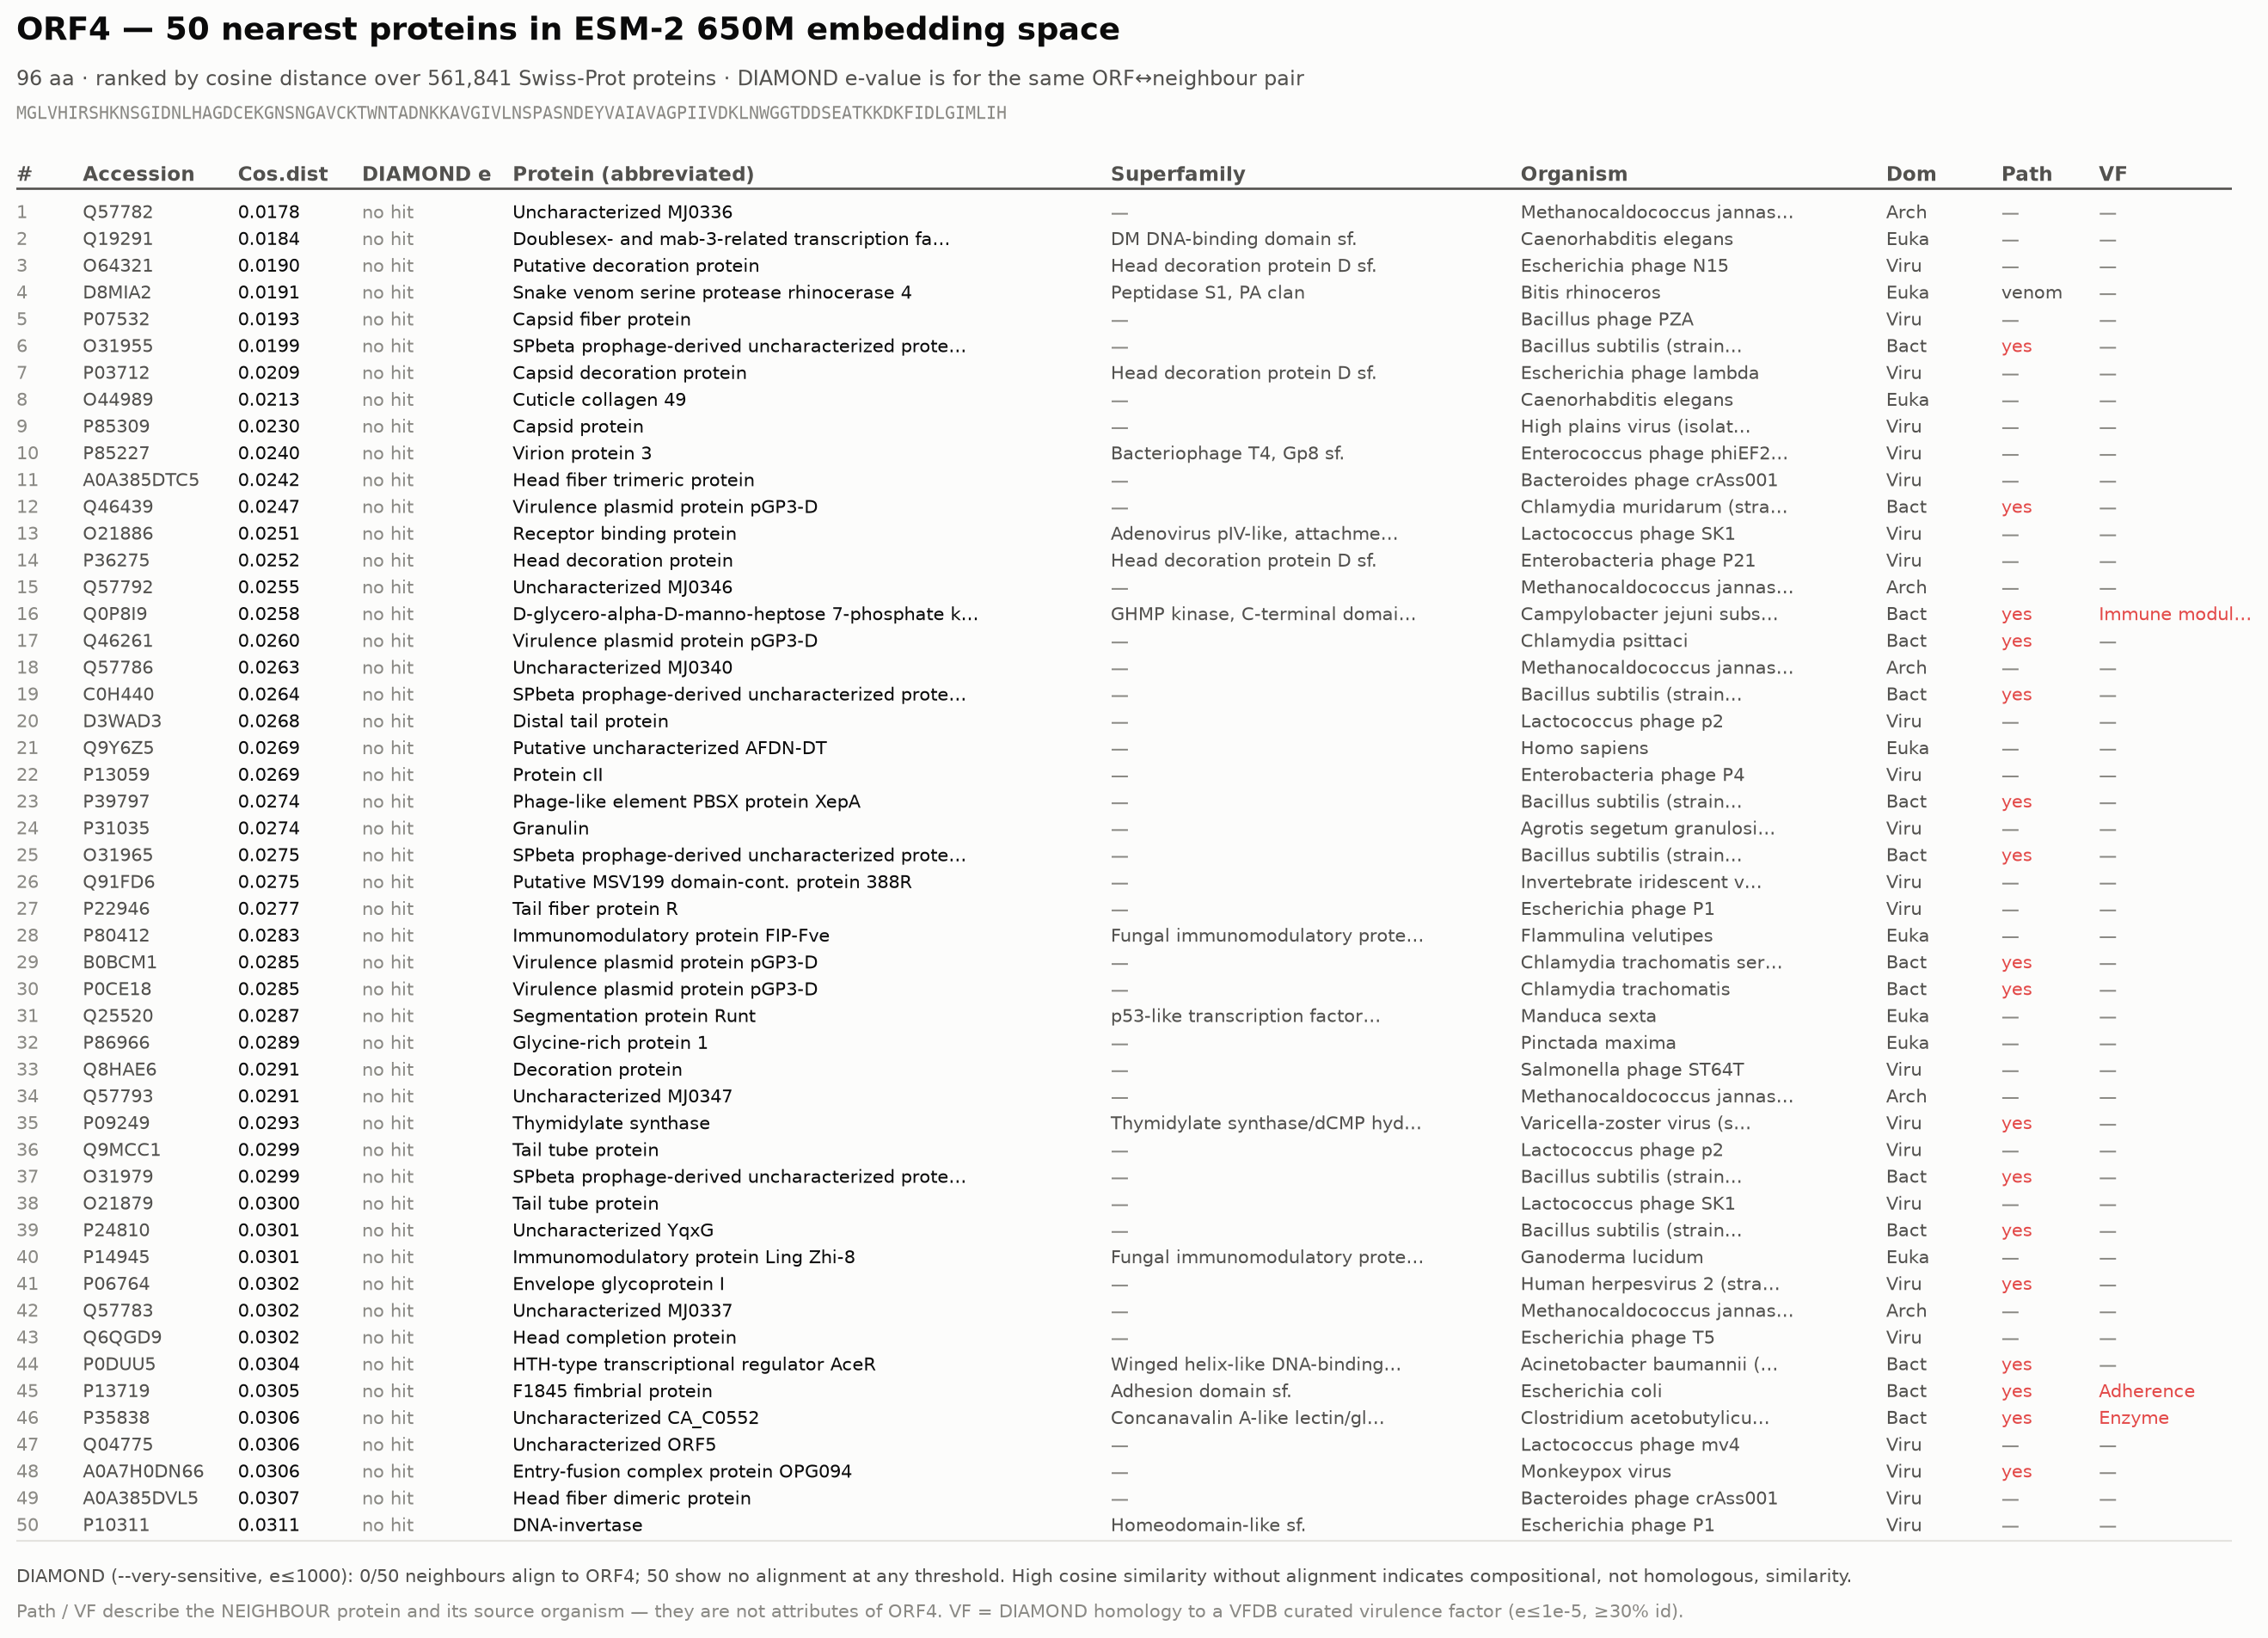 ORF4 — 50 nearest proteins in ESM-2 650M embedding space
96 aa · ranked by cosine distance over 561,841 Swiss-Prot proteins · DIAMOND e-value is for the same ORF↔neighbour pair
MGLVHIRSHKNSGIDNLHAGDCEKGNSNGAVCKTWNTADNKKAVGIVLNSPASNDEYVAIAVAGPIIVDKLNWGGTDDSEATKKDKFIDLGIMLIH
# Accession Cos.dist DIAMOND e Protein (abbreviated) Superfamily Organism Dom Path VF
1 Q57782 0.0178 no hit Uncharacterized MJ0336 — Methanocaldococcus jannas… Arch — —
2 Q19291 0.0184 no hit Doublesex- and mab-3-related transcription fa… DM DNA-binding domain sf. Caenorhabditis elegans Euka — —
3 O64321 0.0190 no hit Putative decoration protein Head decoration protein D sf. Escherichia phage N15 Viru — —
4 D8MIA2 0.0191 no hit Snake venom serine protease rhinocerase 4 Peptidase S1, PA clan Bitis rhinoceros Euka venom —
5 P07532 0.0193 no hit Capsid fiber protein — Bacillus phage PZA Viru — —
6 O31955 0.0199 no hit SPbeta prophage-derived uncharacterized prote… — Bacillus subtilis (strain… Bact yes —
7 P03712 0.0209 no hit Capsid decoration protein Head decoration protein D sf. Escherichia phage lambda Viru — —
8 O44989 0.0213 no hit Cuticle collagen 49 — Caenorhabditis elegans Euka — —
9 P85309 0.0230 no hit Capsid protein — High plains virus (isolat… Viru — —
10 P85227 0.0240 no hit Virion protein 3 Bacteriophage T4, Gp8 sf. Enterococcus phage phiEF2… Viru — —
11 A0A385DTC5 0.0242 no hit Head fiber trimeric protein — Bacteroides phage crAss001 Viru — —
12 Q46439 0.0247 no hit Virulence plasmid protein pGP3-D — Chlamydia muridarum (stra… Bact yes —
13 O21886 0.0251 no hit Receptor binding protein Adenovirus pIV-like, attachme… Lactococcus phage SK1 Viru — —
14 P36275 0.0252 no hit Head decoration protein Head decoration protein D sf. Enterobacteria phage P21 Viru — —
15 Q57792 0.0255 no hit Uncharacterized MJ0346 — Methanocaldococcus jannas… Arch — —
16 Q0P8I9 0.0258 no hit D-glycero-alpha-D-manno-heptose 7-phosphate k… GHMP kinase, C-terminal domai… Campylobacter jejuni subs… Bact yes Immune modul…
17 Q46261 0.0260 no hit Virulence plasmid protein pGP3-D — Chlamydia psittaci Bact yes —
18 Q57786 0.0263 no hit Uncharacterized MJ0340 — Methanocaldococcus jannas… Arch — —
19 C0H440 0.0264 no hit SPbeta prophage-derived uncharacterized prote… — Bacillus subtilis (strain… Bact yes —
20 D3WAD3 0.0268 no hit Distal tail protein — Lactococcus phage p2 Viru — —
21 Q9Y6Z5 0.0269 no hit Putative uncharacterized AFDN-DT — Homo sapiens Euka — —
22 P13059 0.0269 no hit Protein cII — Enterobacteria phage P4 Viru — —
23 P39797 0.0274 no hit Phage-like element PBSX protein XepA — Bacillus subtilis (strain… Bact yes —
24 P31035 0.0274 no hit Granulin — Agrotis segetum granulosi… Viru — —
25 O31965 0.0275 no hit SPbeta prophage-derived uncharacterized prote… — Bacillus subtilis (strain… Bact yes —
26 Q91FD6 0.0275 no hit Putative MSV199 domain-cont. protein 388R — Invertebrate iridescent v… Viru — —
27 P22946 0.0277 no hit Tail fiber protein R — Escherichia phage P1 Viru — —
28 P80412 0.0283 no hit Immunomodulatory protein FIP-Fve Fungal immunomodulatory prote… Flammulina velutipes Euka — —
29 B0BCM1 0.0285 no hit Virulence plasmid protein pGP3-D — Chlamydia trachomatis ser… Bact yes —
30 P0CE18 0.0285 no hit Virulence plasmid protein pGP3-D — Chlamydia trachomatis Bact yes —
31 Q25520 0.0287 no hit Segmentation protein Runt p53-like transcription factor… Manduca sexta Euka — —
32 P86966 0.0289 no hit Glycine-rich protein 1 — Pinctada maxima Euka — —
33 Q8HAE6 0.0291 no hit Decoration protein — Salmonella phage ST64T Viru — —
34 Q57793 0.0291 no hit Uncharacterized MJ0347 — Methanocaldococcus jannas… Arch — —
35 P09249 0.0293 no hit Thymidylate synthase Thymidylate synthase/dCMP hyd… Varicella-zoster virus (s… Viru yes —
36 Q9MCC1 0.0299 no hit Tail tube protein — Lactococcus phage p2 Viru — —
37 O31979 0.0299 no hit SPbeta prophage-derived uncharacterized prote… — Bacillus subtilis (strain… Bact yes —
38 O21879 0.0300 no hit Tail tube protein — Lactococcus phage SK1 Viru — —
39 P24810 0.0301 no hit Uncharacterized YqxG — Bacillus subtilis (strain… Bact yes —
40 P14945 0.0301 no hit Immunomodulatory protein Ling Zhi-8 Fungal immunomodulatory prote… Ganoderma lucidum Euka — —
41 P06764 0.0302 no hit Envelope glycoprotein I — Human herpesvirus 2 (stra… Viru yes —
42 Q57783 0.0302 no hit Uncharacterized MJ0337 — Methanocaldococcus jannas… Arch — —
43 Q6QGD9 0.0302 no hit Head completion protein — Escherichia phage T5 Viru — —
44 P0DUU5 0.0304 no hit HTH-type transcriptional regulator AceR Winged helix-like DNA-binding… Acinetobacter baumannii (… Bact yes —
45 P13719 0.0305 no hit F1845 fimbrial protein Adhesion domain sf. Escherichia coli Bact yes Adherence
46 P35838 0.0306 no hit Uncharacterized CA_C0552 Concanavalin A-like lectin/gl… Clostridium acetobutylicu… Bact yes Enzyme
47 Q04775 0.0306 no hit Uncharacterized ORF5 — Lactococcus phage mv4 Viru — —
48 A0A7H0DN66 0.0306 no hit Entry-fusion complex protein OPG094 — Monkeypox virus Viru yes —
49 A0A385DVL5 0.0307 no hit Head fiber dimeric protein — Bacteroides phage crAss001 Viru — —
50 P10311 0.0311 no hit DNA-invertase Homeodomain-like sf. Escherichia phage P1 Viru — —
DIAMOND (--very-sensitive, e≤1000): 0/50 neighbours align to ORF4; 50 show no alignment at any threshold. High cosine similarity without alignment indicates compositional, not homologous, similarity.
Path / VF describe the NEIGHBOUR protein and its source organism — they are not attributes of ORF4. VF = DIAMOND homology to a VFDB curated virulence factor (e≤1e-5, ≥30% id).